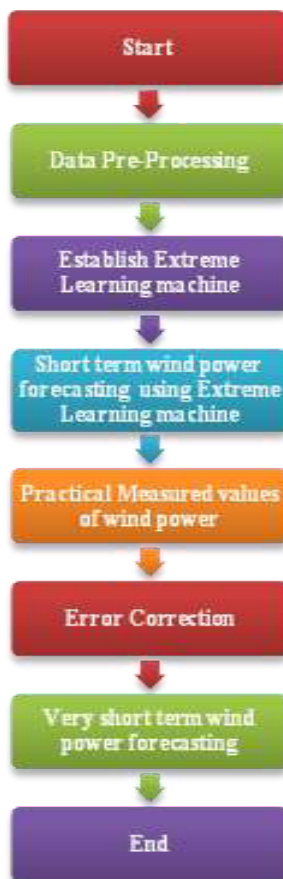 Start
Data Pre-Processing
Establish Extreme
Learning machine
Short term wind power
forecasting using Extreme
Learning machine
Practical Measured values
of wind power
Error Correction
Very short term wind
power forecasting
End